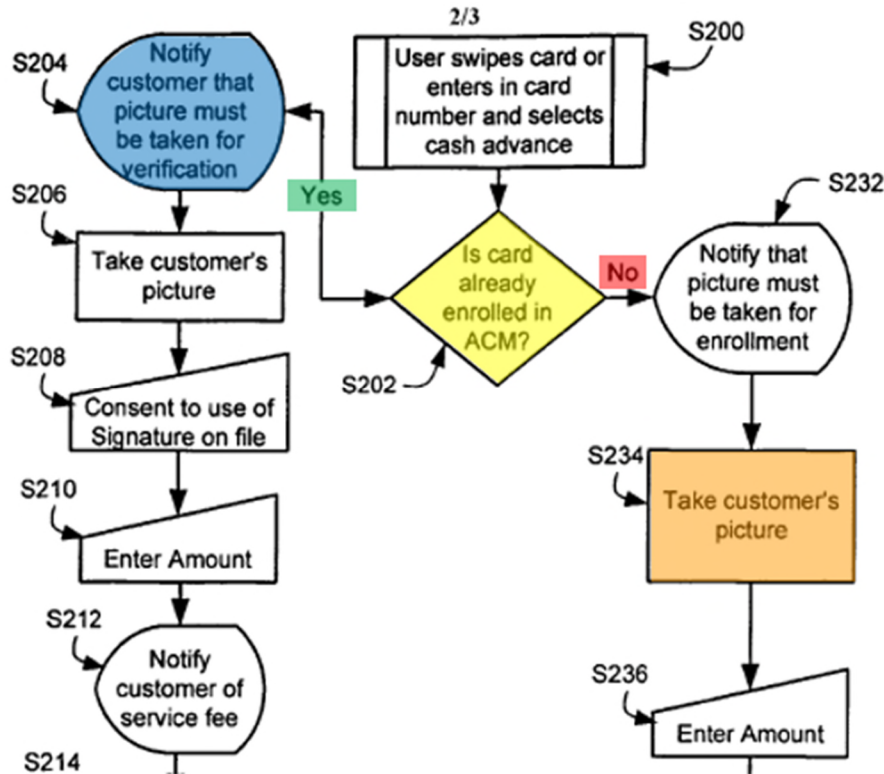 2/3
S200
User swipes card or
enters in card
number and selects
cash advance
S204
Notify
customer that
picture must
be taken for
verification
Yes
S206
Take customer's
picture
Is card
already
enrolled in
ACM?
S202
No
S232
Notify that
picture must
be taken for
enrollment
S208
Consent to use of
Signature on file
S234
Take customer's
picture
S210
Enter Amount
S212
Notify
customer of
service fee
S236
Enter Amount
S214